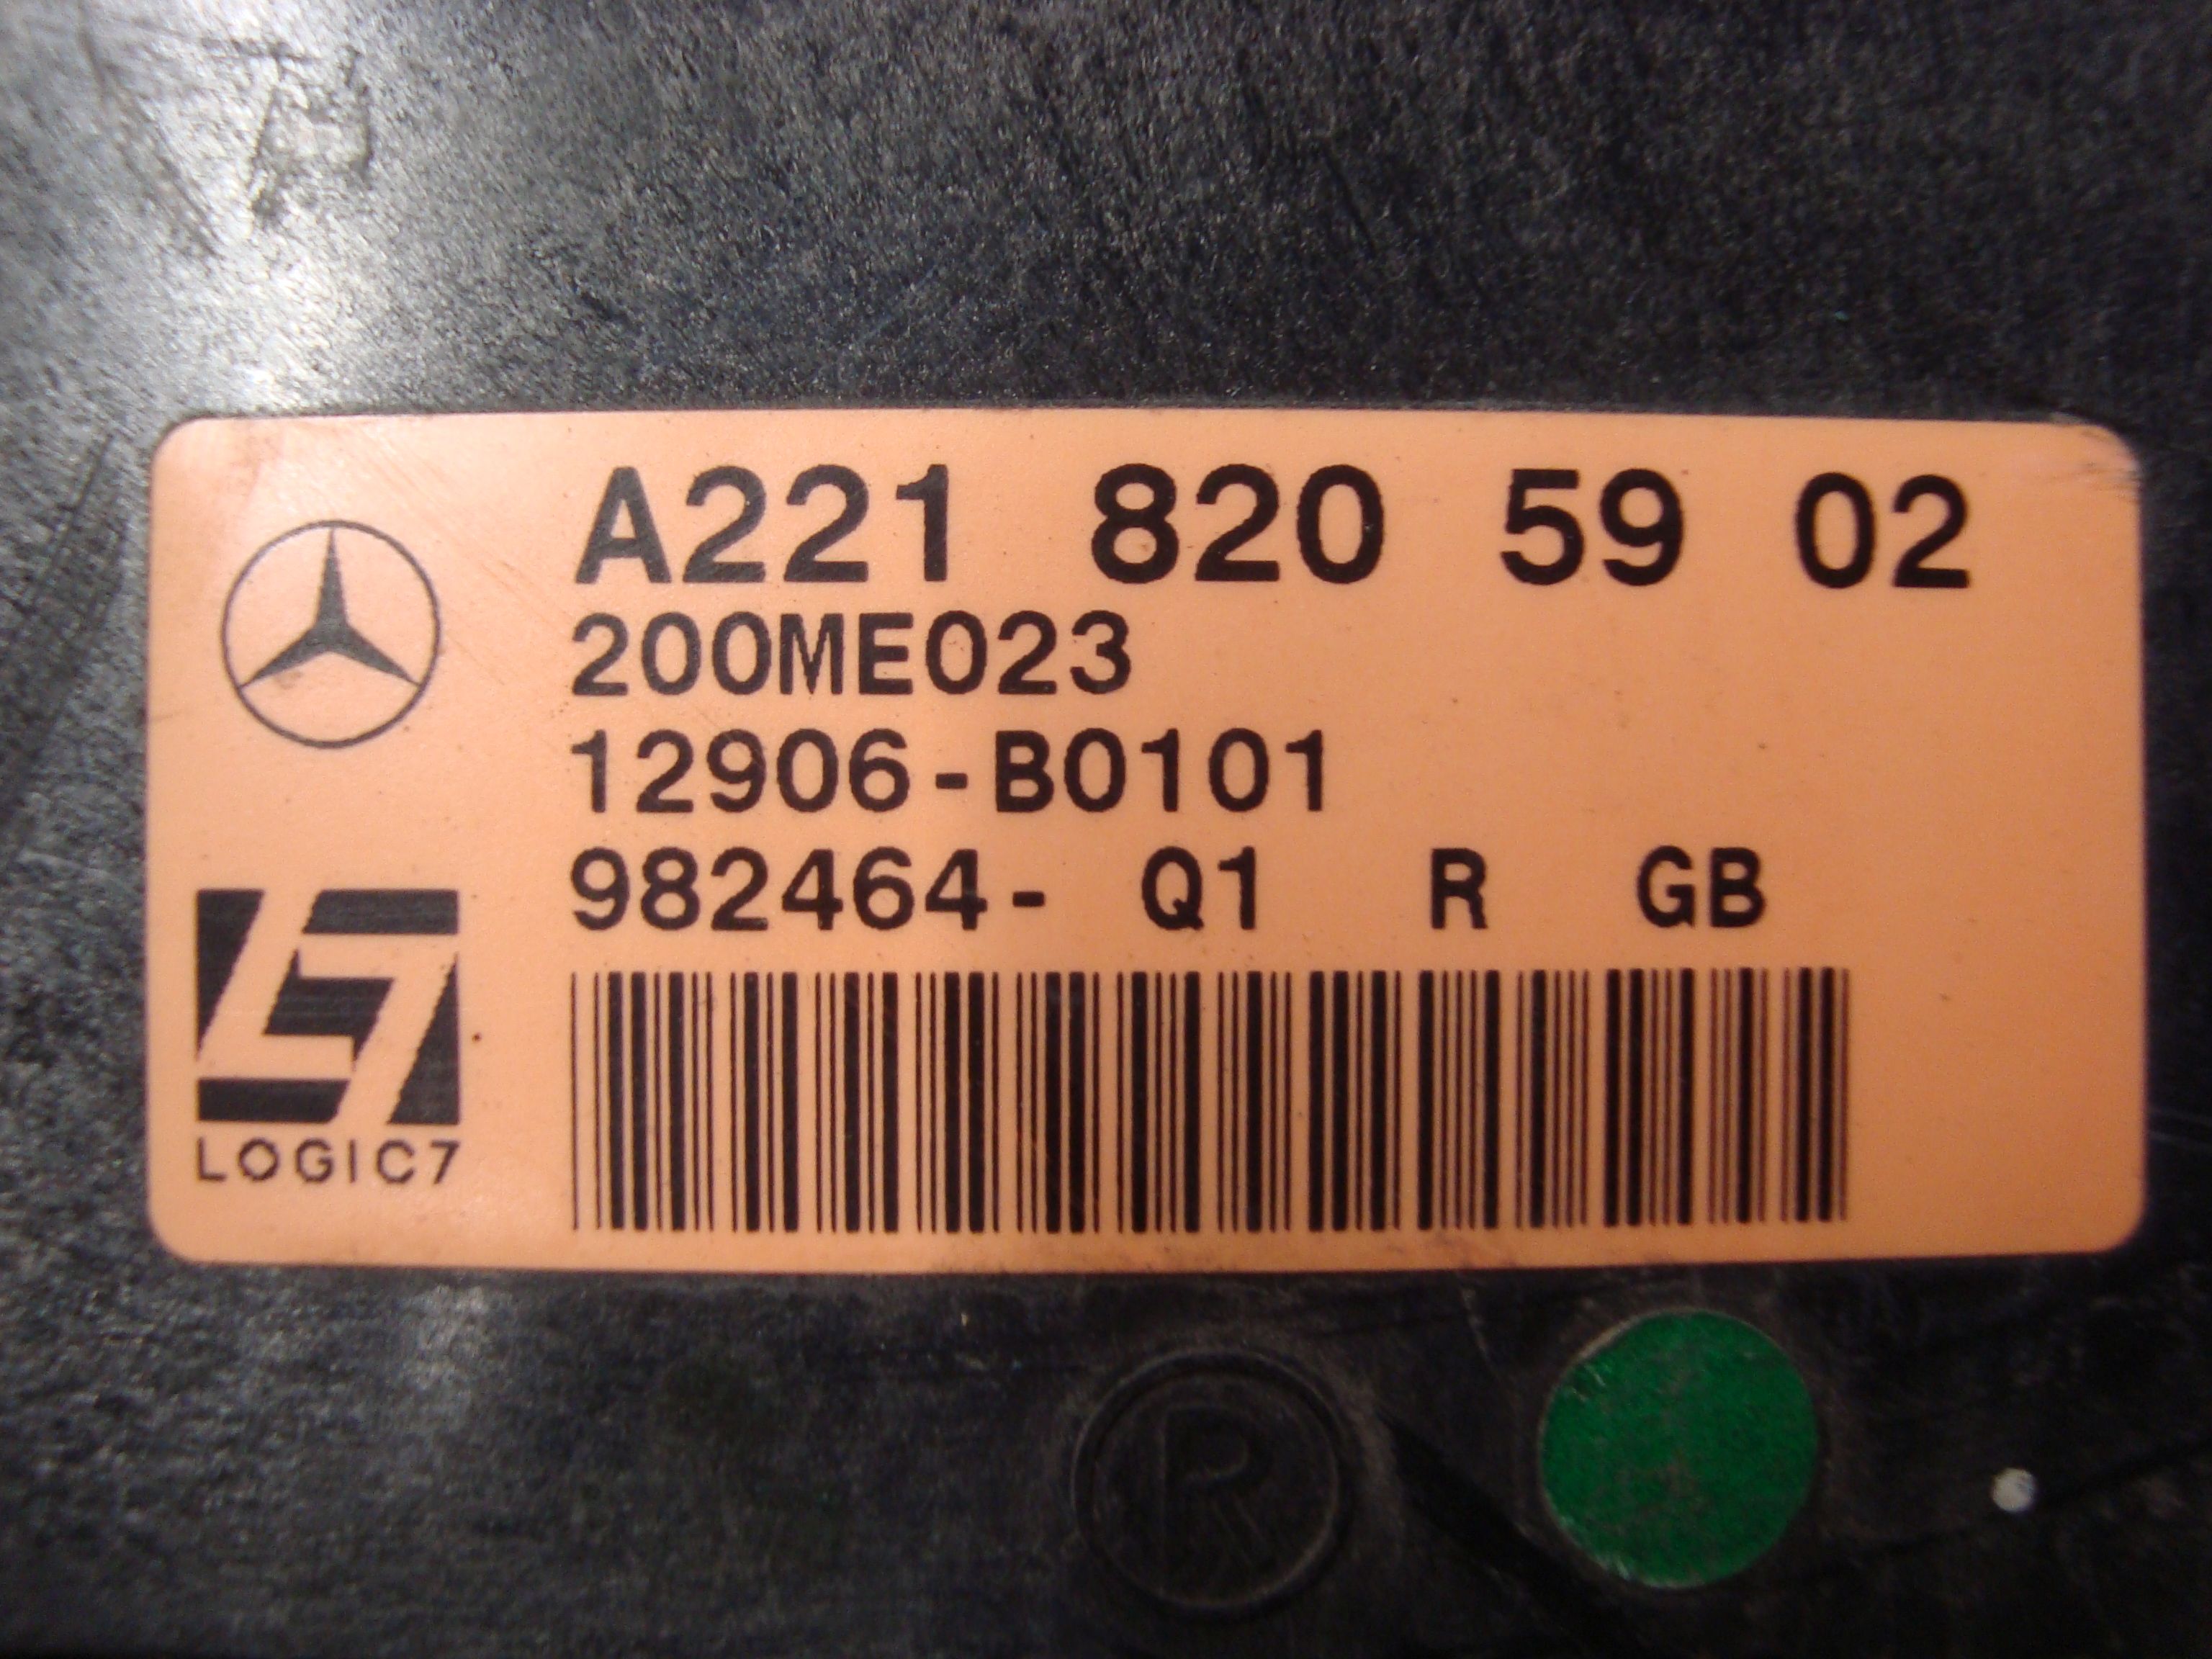 A221 820 59 02
200ME023
12906-B0101
982464- Q1 R GB
LOGIC7
R